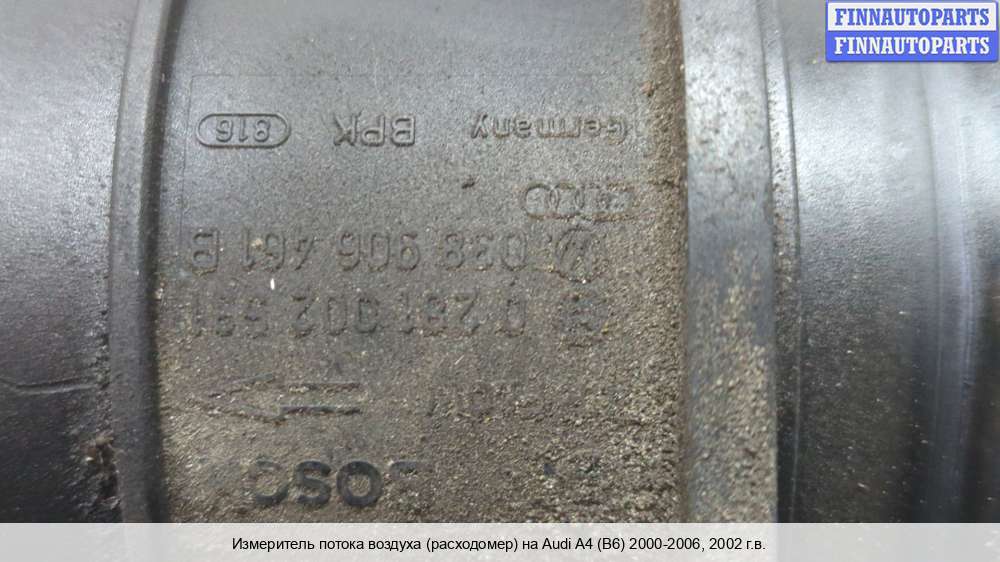 FINNAUTOPARTS
FINNAUTOPARTS
0 281 002 531
038 906 461 B
Germany BPK 816
Измеритель потока воздуха (расходомер) на Audi A4 (B6) 2000-2006, 2002 г.в.